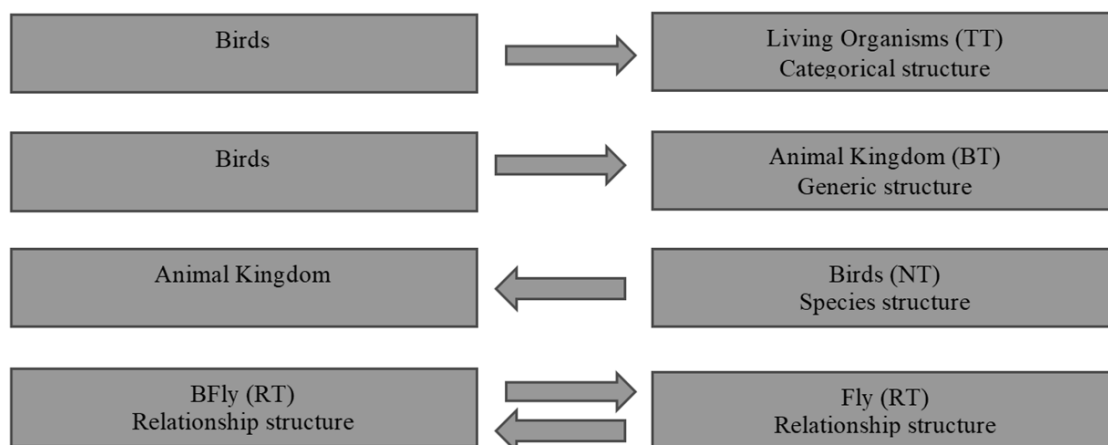 Birds
Living Organisms (TT)
Categorical structure
Birds
Animal Kingdom (BT)
Generic structure
Animal Kingdom
Birds (NT)
Species structure
BFly (RT)
Relationship structure
Fly (RT)
Relationship structure